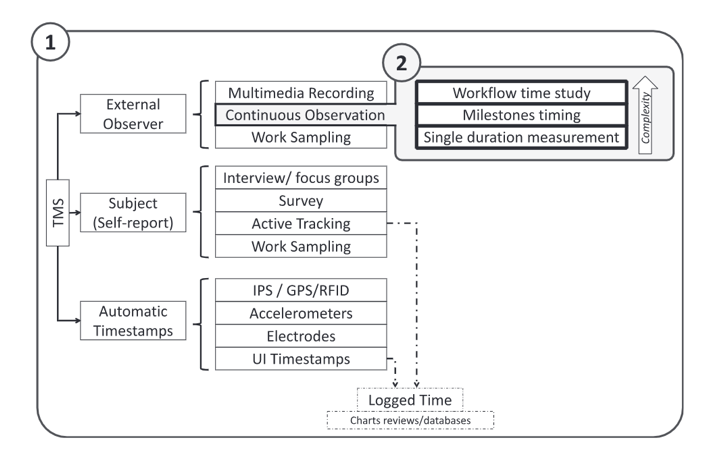 1
2
Multimedia Recording
Continuous Observation
Work Sampling
Workflow time study
Milestones timing
Single duration measurement
Complexity
External
Observer
TMS
Subject
(Self-report)
Interview/ focus groups
Survey
Active Tracking
Work Sampling
Automatic
Timestamps
IPS / GPS/RFID
Accelerometers
Electrodes
UI Timestamps
Logged Time
Charts reviews/databases